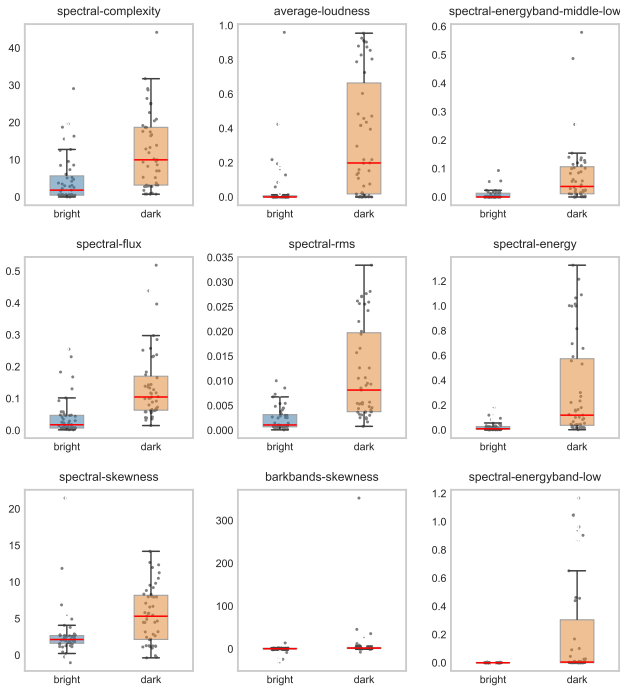 spectral-complexity
average-loudness
spectral-energyband-middle-low
40
30
20
10
0
bright
dark
1.0
0.8
0.6
0.4
0.2
0.0
bright
dark
0.6
0.5
0.4
0.3
0.2
0.1
0.0
bright
dark
spectral-flux
spectral-rms
spectral-energy
0.5
0.4
0.3
0.2
0.1
0.0
bright
dark
0.035
0.030
0.025
0.020
0.015
0.010
0.005
0.000
bright
dark
1.2
1.0
0.8
0.6
0.4
0.2
0.0
bright
dark
spectral-skewness
barkbands-skewness
spectral-energyband-low
20
15
10
5
0
bright
dark
300
200
100
0
bright
dark
1.2
1.0
0.8
0.6
0.4
0.2
0.0
bright
dark